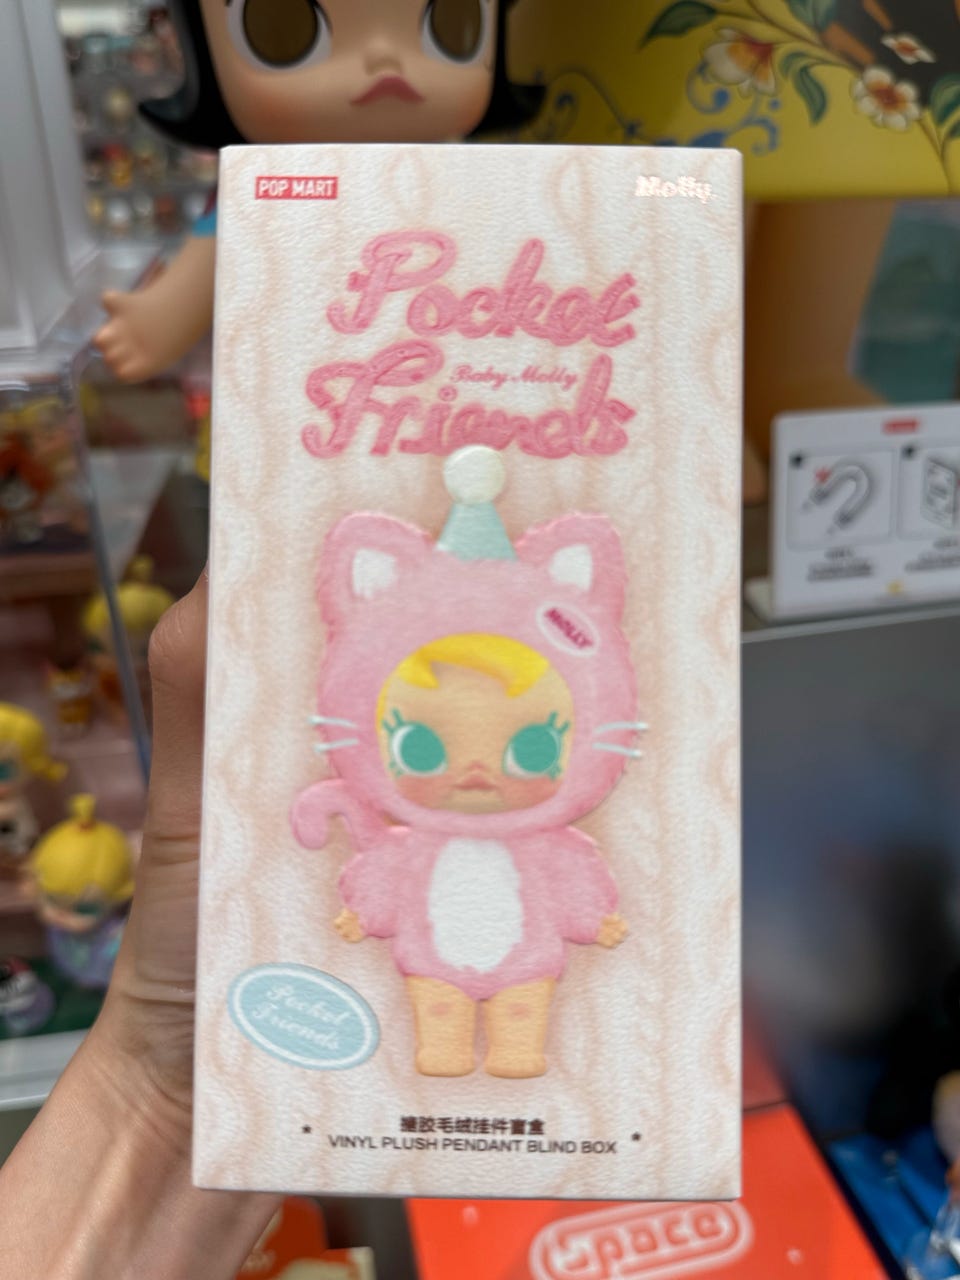 POP MART
Molly
Pocket
Friends
Baby Molly
MOLLY
Pocket
Friends
搪胶毛绒挂件盲盒
* VINYL PLUSH PENDANT BLIND BOX *
Space